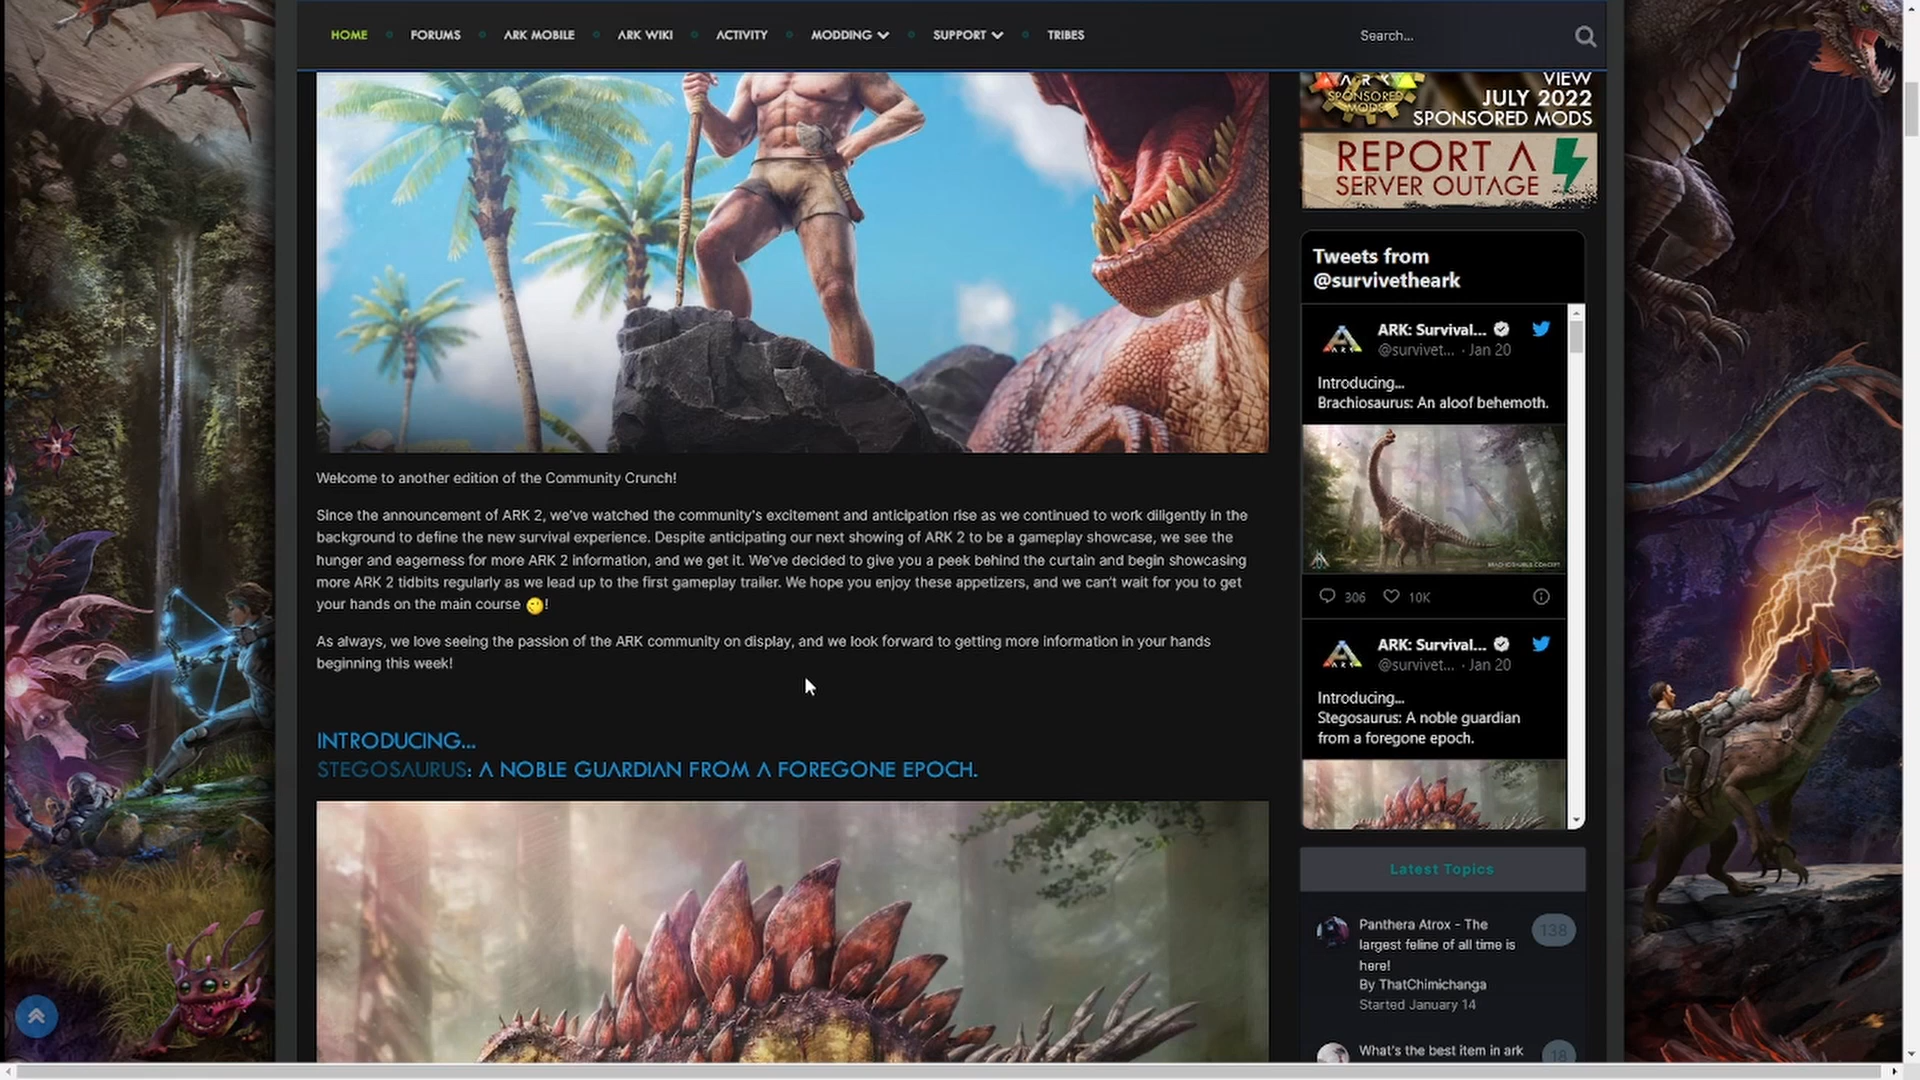 HOME
FORUMS
ARK MOBILE
ARK WIKI
ACTIVITY
MODDING
SUPPORT
TRIBES
Search...
Welcome to another edition of the Community Crunch!
Since the announcement of ARK 2, we've watched the community's excitement and anticipation rise as we continued to work diligently in the
background to define the new survival experience. Despite anticipating our next showing of ARK 2 to be a gameplay showcase, we see the
hunger and eagerness for more ARK 2 information, and we get it. We've decided to give you a peek behind the curtain and begin showcasing
more ARK 2 tidbits regularly as we lead up to the first gameplay trailer. We hope you enjoy these appetizers, and we can't wait for you to get
your hands on the main course 🤔!
As always, we love seeing the passion of the ARK community on display, and we look forward to getting more information in your hands
beginning this week!
INTRODUCING...
STEGOSAURUS: A NOBLE GUARDIAN FROM A FOREGONE EPOCH.
ARK
SPONSORED
MODS
VIEW
JULY 2022
SPONSORED MODS
REPORT A
SERVER OUTAGE
Tweets from
@survivetheark
ARK: Survival...
@survivet... · Jan 20
Introducing...
Brachiosaurus: An aloof behemoth.
BRACHIOSAURUS CONCEPT
306
10K
ARK: Survival...
@survivet... · Jan 20
Introducing...
Stegosaurus: A noble guardian
from a foregone epoch.
Latest Topics
Panthera Atrox - The
largest feline of all time is
here!
138
By ThatChimichanga
Started January 14
What's the best item in ark
18